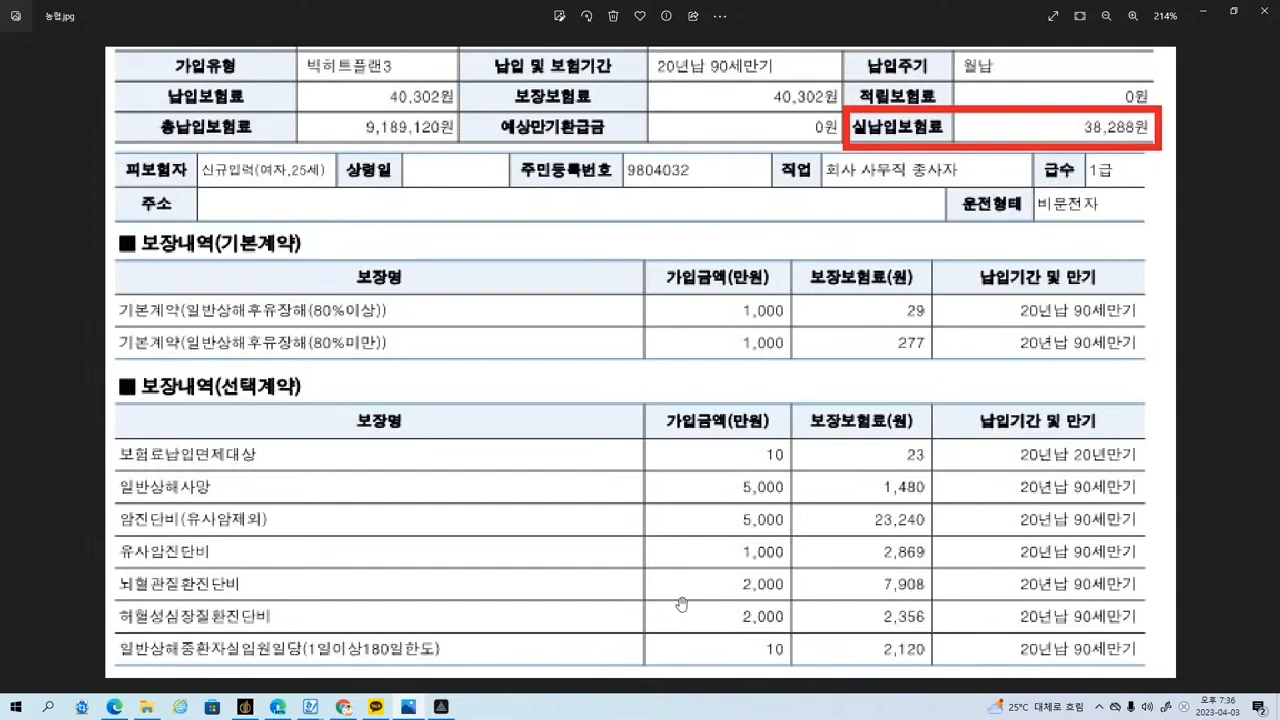 농협.jpg
214%
가입유형 빅히트플랜3 납입 및 보험기간 20년납 90세만기 납입주기 월납
납입보험료 40,302원 보장보험료 40,302원 적립보험료 0원
총납입보험료 9,189,120원 예상만기환급금 0원 실납입보험료 38,288원
피보험자 신규입력(여자,25세) 상령일 주민등록번호 9804032 직업 회사 사무직 종사자 급수 1급
주소 운전형태 비운전자
■ 보장내역(기본계약)
보장명 가입금액(만원) 보장보험료(원) 납입기간 및 만기
기본계약(일반상해후유장해(80%이상)) 1,000 29 20년납 90세만기
기본계약(일반상해후유장해(80%미만)) 1,000 277 20년납 90세만기
■ 보장내역(선택계약)
보장명 가입금액(만원) 보장보험료(원) 납입기간 및 만기
보험료납입면제대상 10 23 20년납 20년만기
일반상해사망 5,000 1,480 20년납 90세만기
암진단비(유사암제외) 5,000 23,240 20년납 90세만기
유사암진단비 1,000 2,869 20년납 90세만기
뇌혈관질환진단비 2,000 7,908 20년납 90세만기
허혈성심장질환진단비 2,000 2,356 20년납 90세만기
일반상해중환자실입원일당(1일이상180일한도) 10 2,120 20년납 90세만기
25°C 대체로 흐림
오후 7:36
2023-04-03